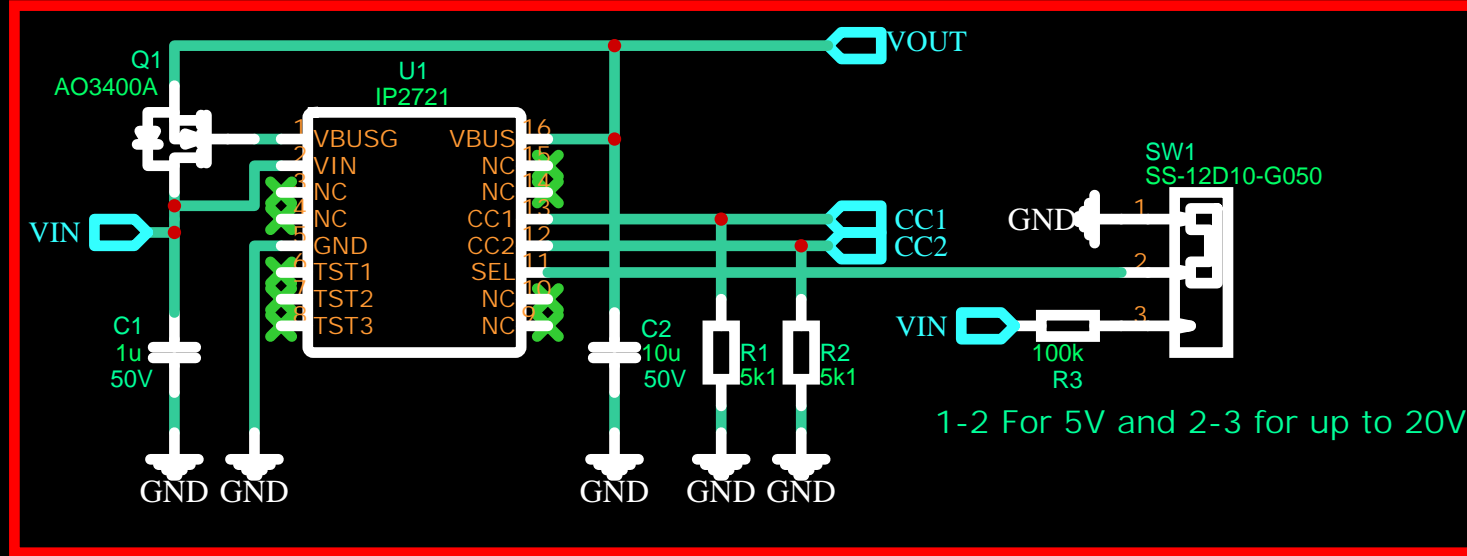 VOUT
Q1
AO3400A
U1
IP2721
1 VBUSG VBUS 16
2 VIN NC 15
3 NC NC 14
4 NC CC1 13
5 GND CC2 12
6 TST1 SEL 11
7 TST2 NC 10
8 TST3 NC 9
VIN
CC1
CC2
SW1
SS-12D10-G050
GND 1
2
VIN 3
100k
R3
C1
1u
50V
C2
10u
50V
R1
5k1
R2
5k1
1-2 For 5V and 2-3 for up to 20V
GND GND GND GND GND